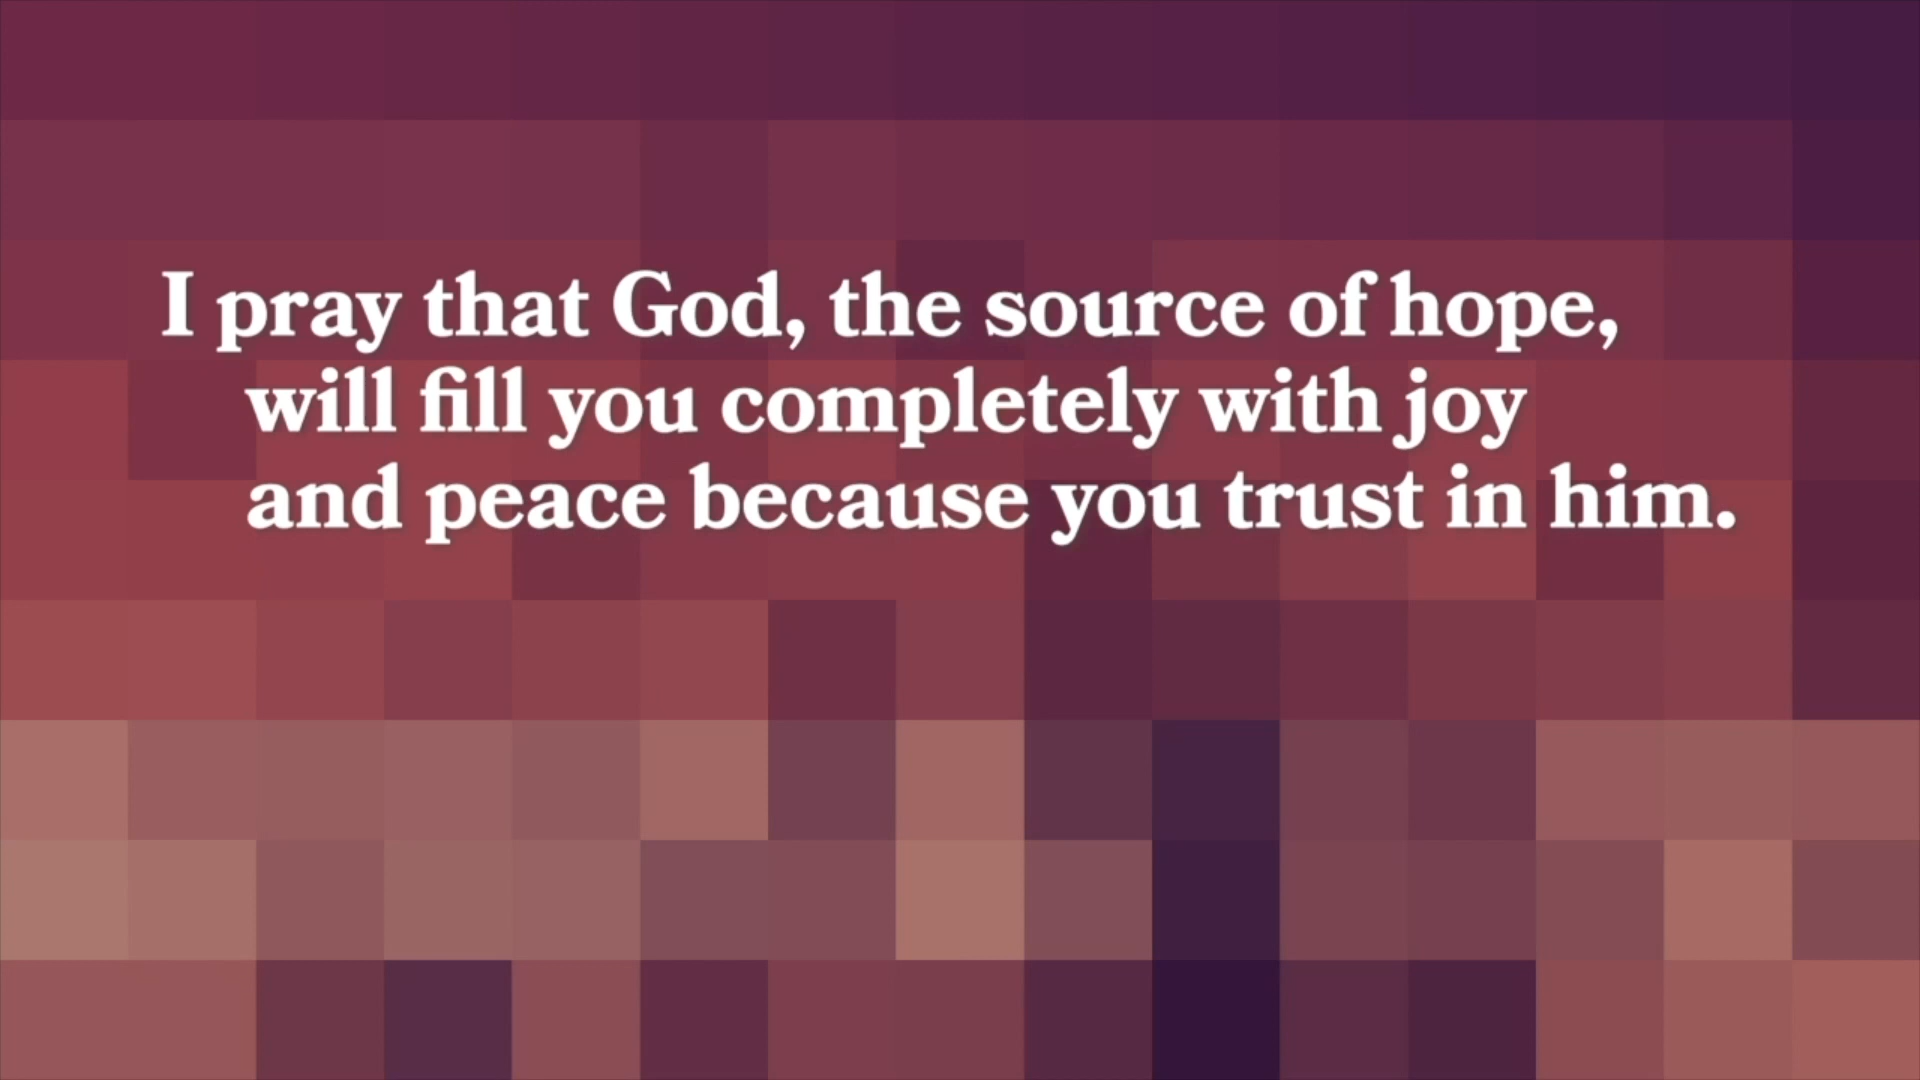 I pray that God, the source of hope,
will fill you completely with joy
and peace because you trust in him.